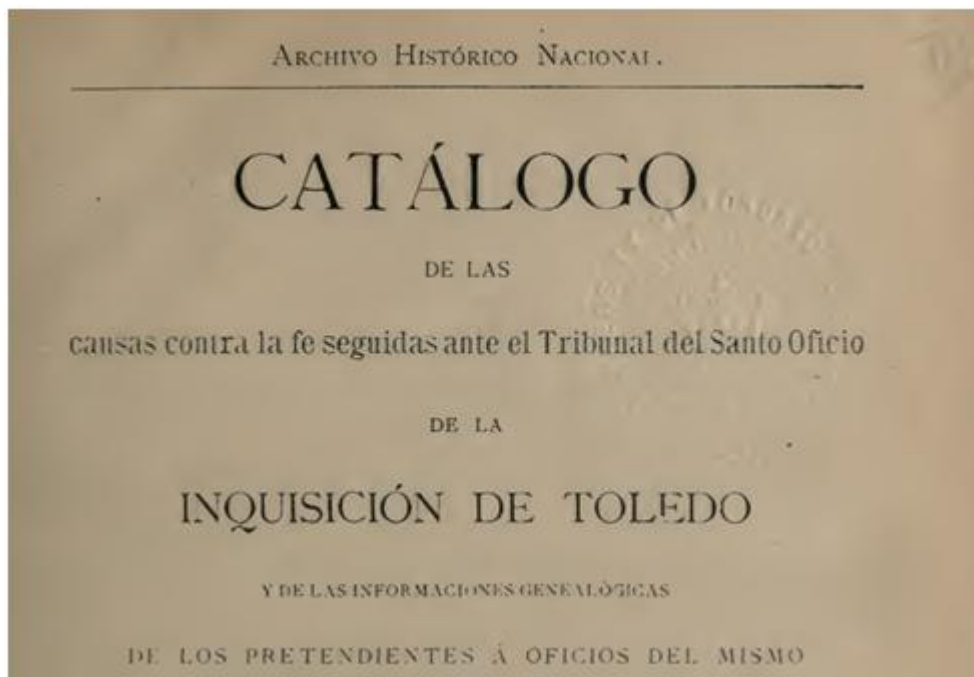 ARCHIVO HISTÓRICO NACIONAL.
CATÁLOGO
DE LAS
causas contra la fe seguidas ante el Tribunal del Santo Oficio
DE LA
INQUISICIÓN DE TOLEDO
Y DE LAS INFORMACIONES GENEALÓGICAS
DE LOS PRETENDIENTES Á OFICIOS DEL MISMO